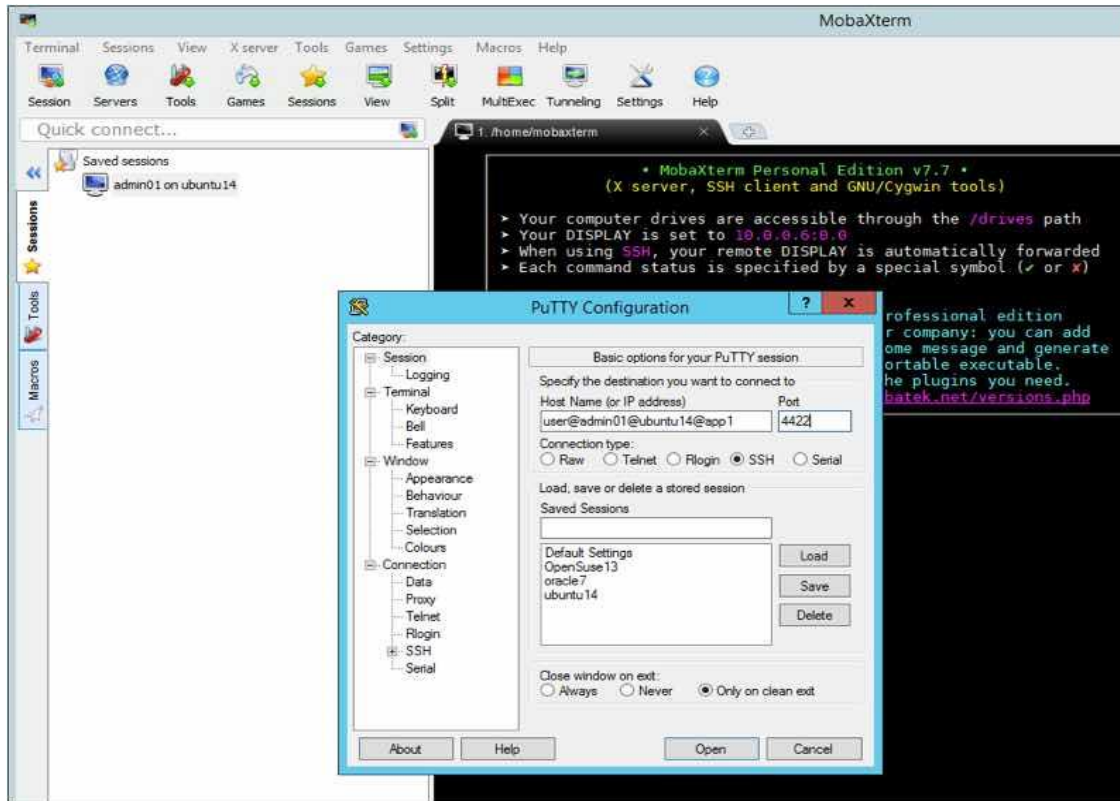 MobaXterm
Terminal Sessions View X server Tools Games Settings Macros Help
Session Servers Tools Games Sessions View Split MultiExec Tunneling Settings Help
Quick connect...
1. /home/mobaxterm
Saved sessions
admin01 on ubuntu14
Sessions
Tools
Macros
• MobaXterm Personal Edition v7.7 •
(X server, SSH client and GNU/Cygwin tools)
➤ Your computer drives are accessible through the /drives path
➤ Your DISPLAY is set to 10.0.0.6:0.0
➤ When using SSH, your remote DISPLAY is automatically forwarded
➤ Each command status is specified by a special symbol (✔ or ✘)
rofessional edition
r company: you can add
ome message and generate
ortable executable.
he plugins you need.
batek.net/versions.php
PuTTY Configuration
? x
Category:
Session
Logging
Terminal
Keyboard
Bell
Features
Window
Appearance
Behaviour
Translation
Selection
Colours
Connection
Data
Proxy
Telnet
Rlogin
SSH
Serial
Basic options for your PuTTY session
Specify the destination you want to connect to
Host Name (or IP address) Port
user@admin01@ubuntu14@app1 4422
Connection type:
Raw Telnet Rlogin SSH Serial
Load, save or delete a stored session
Saved Sessions
Default Settings
OpenSuse13
oracle7
ubuntu14
Load
Save
Delete
Close window on exit:
Always Never Only on clean exit
About Help Open Cancel